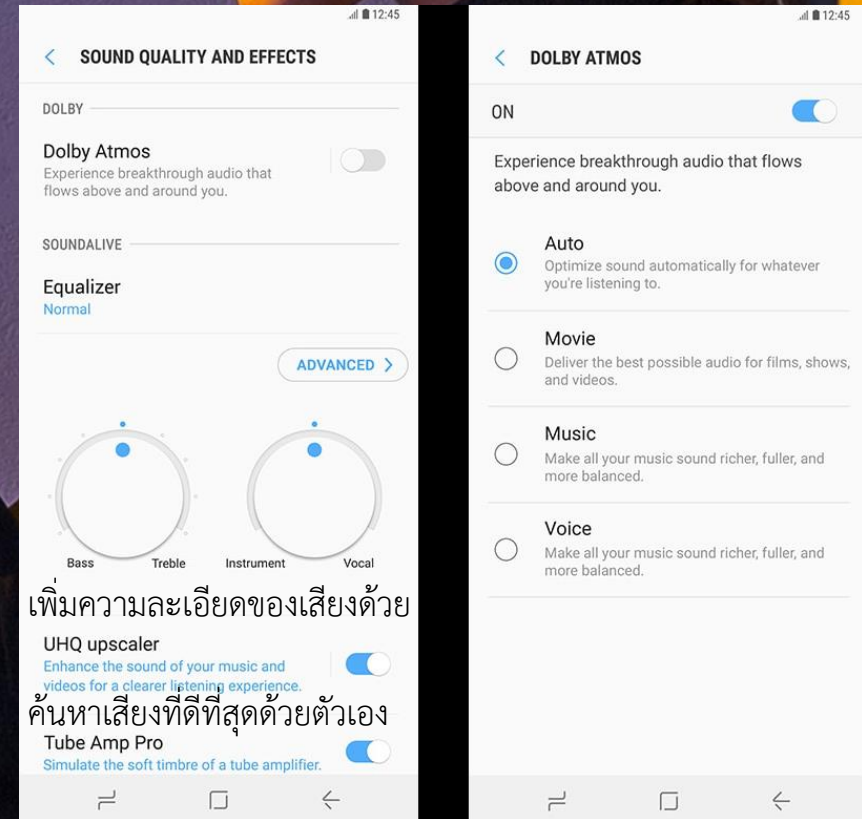 12:45
SOUND QUALITY AND EFFECTS
DOLBY
Dolby Atmos
Experience breakthrough audio that
flows above and around you.
SOUNDALIVE
Equalizer
Normal
ADVANCED >
Bass Treble Instrument Vocal
เพิ่มความละเอียดของเสียงด้วย
UHQ upscaler
Enhance the sound of your music and
videos for a clearer listening experience.
ค้นหาเสียงที่ดีที่สุดด้วยตัวเอง
Tube Amp Pro
Simulate the soft timbre of a tube amplifier.
12:45
DOLBY ATMOS
ON
Experience breakthrough audio that flows
above and around you.
Auto
Optimize sound automatically for whatever
you're listening to.
Movie
Deliver the best possible audio for films, shows,
and videos.
Music
Make all your music sound richer, fuller, and
more balanced.
Voice
Make all your music sound richer, fuller, and
more balanced.